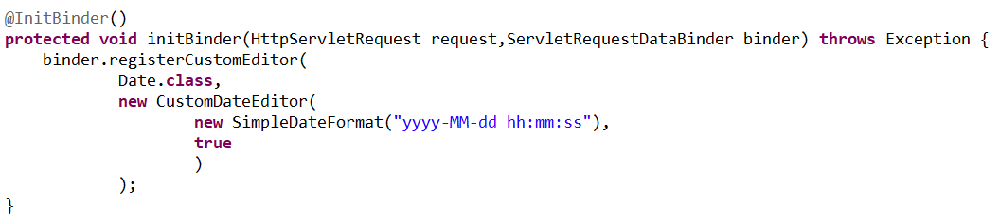 @InitBinder()
protected void initBinder(HttpServletRequest request,ServletRequestDataBinder binder) throws Exception {
    binder.registerCustomEditor(
            Date.class,
            new CustomDateEditor(
                    new SimpleDateFormat("yyyy-MM-dd hh:mm:ss"),
                    true
                    )
            );
}